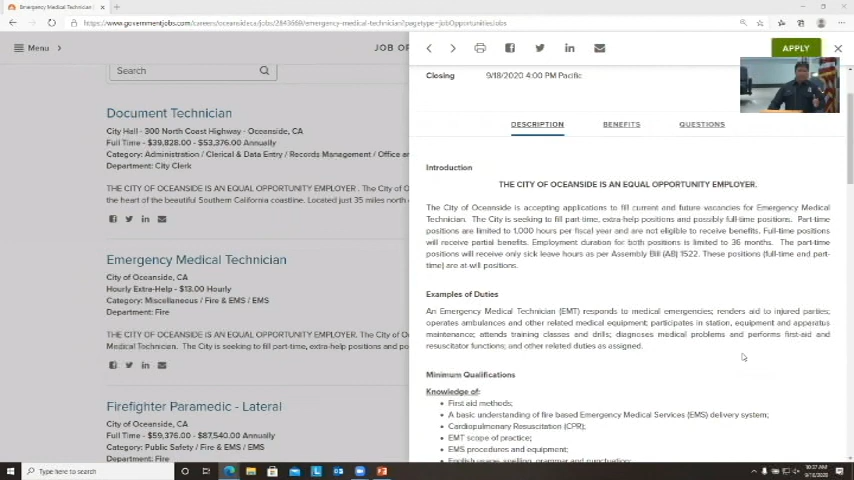 Emergency Medical Technician | J
https://www.governmentjobs.com/careers/oceansideca/jobs/2843669/emergency-medical-technician?pagetype=jobOpportunitiesJobs
Menu
JOB OP
APPLY
Search
Closing 9/18/2020 4:00 PM Pacific
DESCRIPTION BENEFITS QUESTIONS
Document Technician
City Hall - 300 North Coast Highway - Oceanside, CA
Full Time - $39,828.00 - $53,376.00 Annually
Category: Administration / Clerical & Data Entry / Records Management / Office an
Department: City Clerk
THE CITY OF OCEANSIDE IS AN EQUAL OPPORTUNITY EMPLOYER . The City of O
the heart of the beautiful Southern California coastline. Located just 35 miles north
Emergency Medical Technician
City of Oceanside, CA
Hourly Extra-Help - $13.00 Hourly
Category: Miscellaneous / Fire & EMS / EMS
Department: Fire
THE CITY OF OCEANSIDE IS AN EQUAL OPPORTUNITY EMPLOYER. The City of O
Medical Technician. The City is seeking to fill part-time, extra-help positions and po
Firefighter Paramedic - Lateral
City of Oceanside, CA
Full Time - $59,376.00 - $87,540.00 Annually
Category: Public Safety / Fire & EMS / EMS
Department: Fire
Introduction
THE CITY OF OCEANSIDE IS AN EQUAL OPPORTUNITY EMPLOYER.
The City of Oceanside is accepting applications to fill current and future vacancies for Emergency Medical
Technician. The City is seeking to fill part-time, extra-help positions and possibly full-time positions. Part-time
positions are limited to 1,000 hours per fiscal year and are not eligible to receive benefits. Full-time positions
will receive partial benefits. Employment duration for both positions is limited to 36 months. The part-time
positions will receive only sick leave hours as per Assembly Bill (AB) 1522. These positions (full-time and part-
time) are at-will positions.
Examples of Duties
An Emergency Medical Technician (EMT) responds to medical emergencies; renders aid to injured parties;
operates ambulances and other related medical equipment; participates in station, equipment and apparatus
maintenance; attends training classes and drills; diagnoses medical problems and performs first-aid and
resuscitator functions; and other related duties as assigned.
Minimum Qualifications
Knowledge of:
First aid methods;
A basic understanding of fire based Emergency Medical Services (EMS) delivery system;
Cardiopulmonary Resuscitation (CPR);
EMT scope of practice;
EMS procedures and equipment;
English usage, spelling, grammar and punctuation;
Type here to search
10:37 AM
9/14/2020